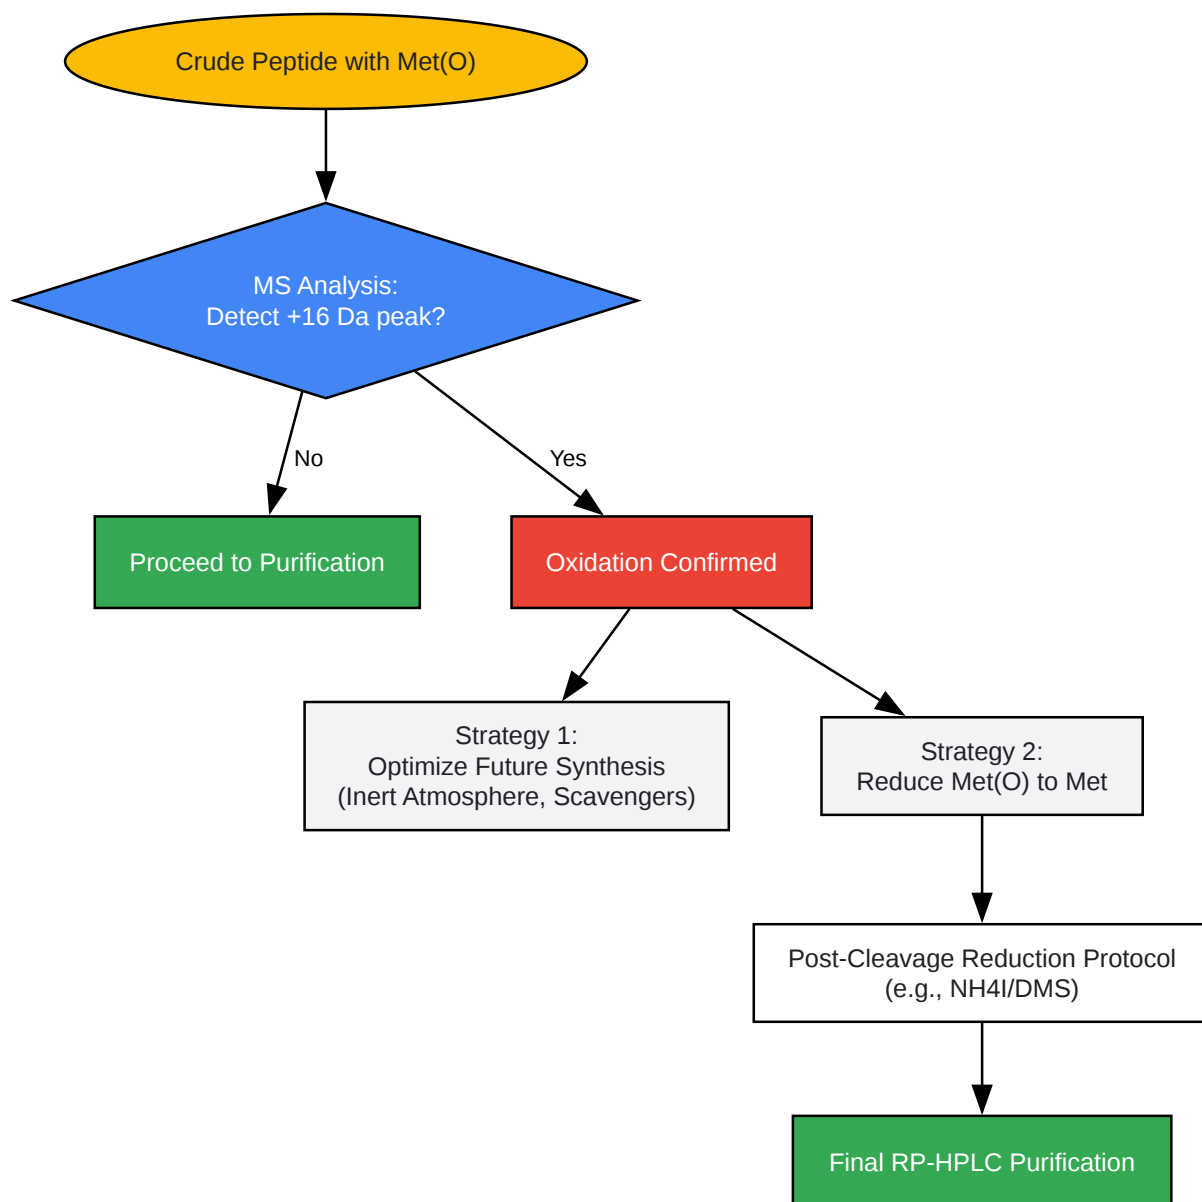 Crude Peptide with Met(O)
MS Analysis:
Detect +16 Da peak?
No
Yes
Proceed to Purification
Oxidation Confirmed
Strategy 1:
Optimize Future Synthesis
(Inert Atmosphere, Scavengers)
Strategy 2:
Reduce Met(O) to Met
Post-Cleavage Reduction Protocol
(e.g., NH4I/DMS)
Final RP-HPLC Purification